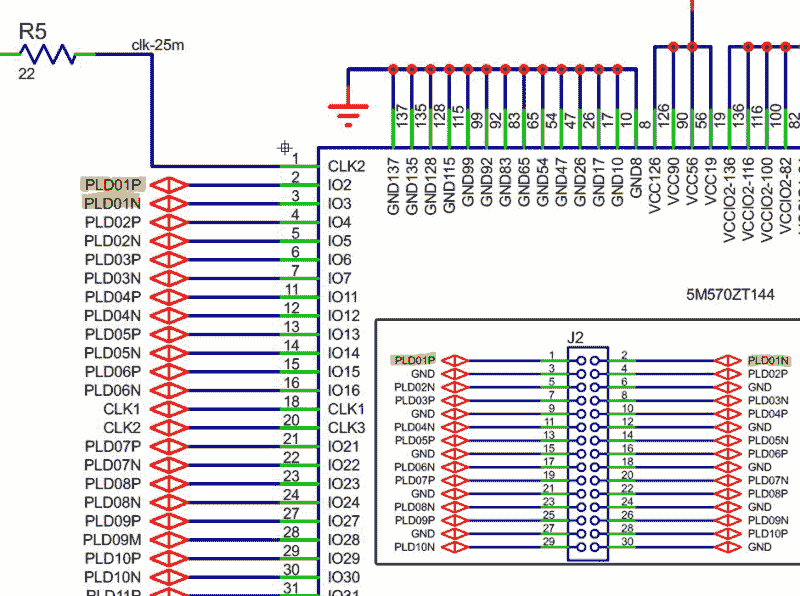 R5
clk-25m
22
137 135 128 115 99 92 83 65 54 47 26 17 10 8 126 90 56 19 136 116 100 82
1 CLK2
GND137 GND135 GND128 GND115 GND99 GND92 GND83 GND65 GND54 GND47 GND26 GND17 GND10 GND8 VCC126 VCC90 VCC56 VCC19 VCCIO2-136 VCCIO2-116 VCCIO2-100 VCCIO2-82
PLD01P 2 IO2
PLD01N 3 IO3
PLD02P 4 IO4
PLD02N 5 IO5
PLD03P 6 IO6
PLD03N 7 IO7
PLD04P 11 IO11
PLD04N 12 IO12
PLD05P 13 IO13
PLD05N 14 IO14
PLD06P 15 IO15
PLD06N 16 IO16
CLK1 18 CLK1
CLK2 20 CLK3
PLD07P 21 IO21
PLD07N 22 IO22
PLD08P 23 IO23
PLD08N 24 IO24
PLD09P 27 IO27
PLD09M 28 IO28
PLD10P 29 IO29
PLD10N 30 IO30
PLD11P 31 IO31
5M570ZT144
J2
PLD01P 1 2 PLD01N
GND 3 4 PLD02P
PLD02N 5 6 GND
PLD03P 7 8 PLD03N
GND 9 10 PLD04P
PLD04N 11 12 GND
PLD05P 13 14 PLD05N
GND 15 16 PLD06P
PLD06N 17 18 GND
PLD07P 19 20 PLD07N
GND 21 22 PLD08P
PLD08N 23 24 GND
PLD09P 25 26 PLD09N
GND 27 28 PLD10P
PLD10N 29 30 GND